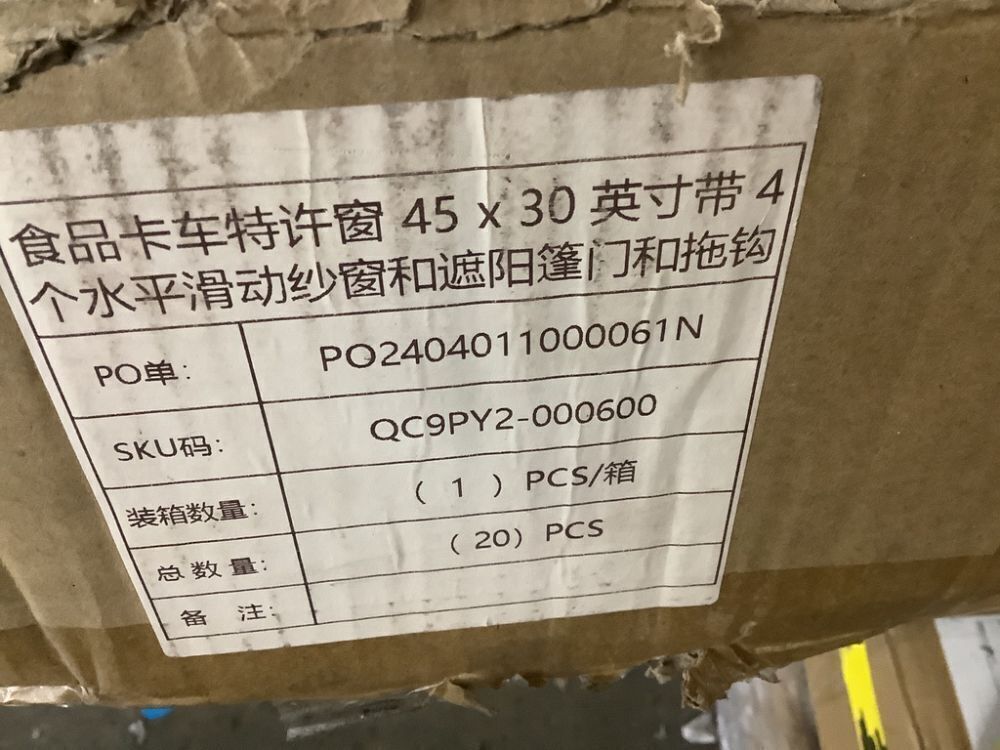 食品卡车特许窗 45 x 30 英寸带 4
个水平滑动纱窗和遮阳篷门和拖钩
PO单: PO2404011000061N
SKU码: QC9PY2-000600
装箱数量: （ 1 ） PCS/箱
总 数 量: （ 20） PCS
备 注: